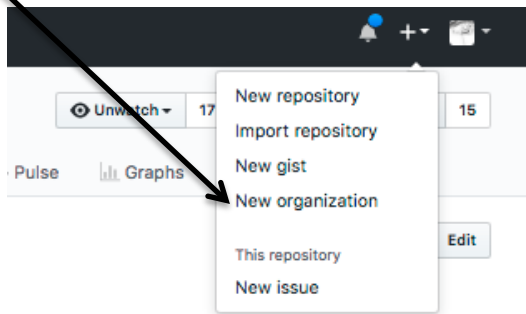 Unwatch 17 15
Pulse Graphs
New repository
Import repository
New gist
New organization
This repository
New issue
Edit